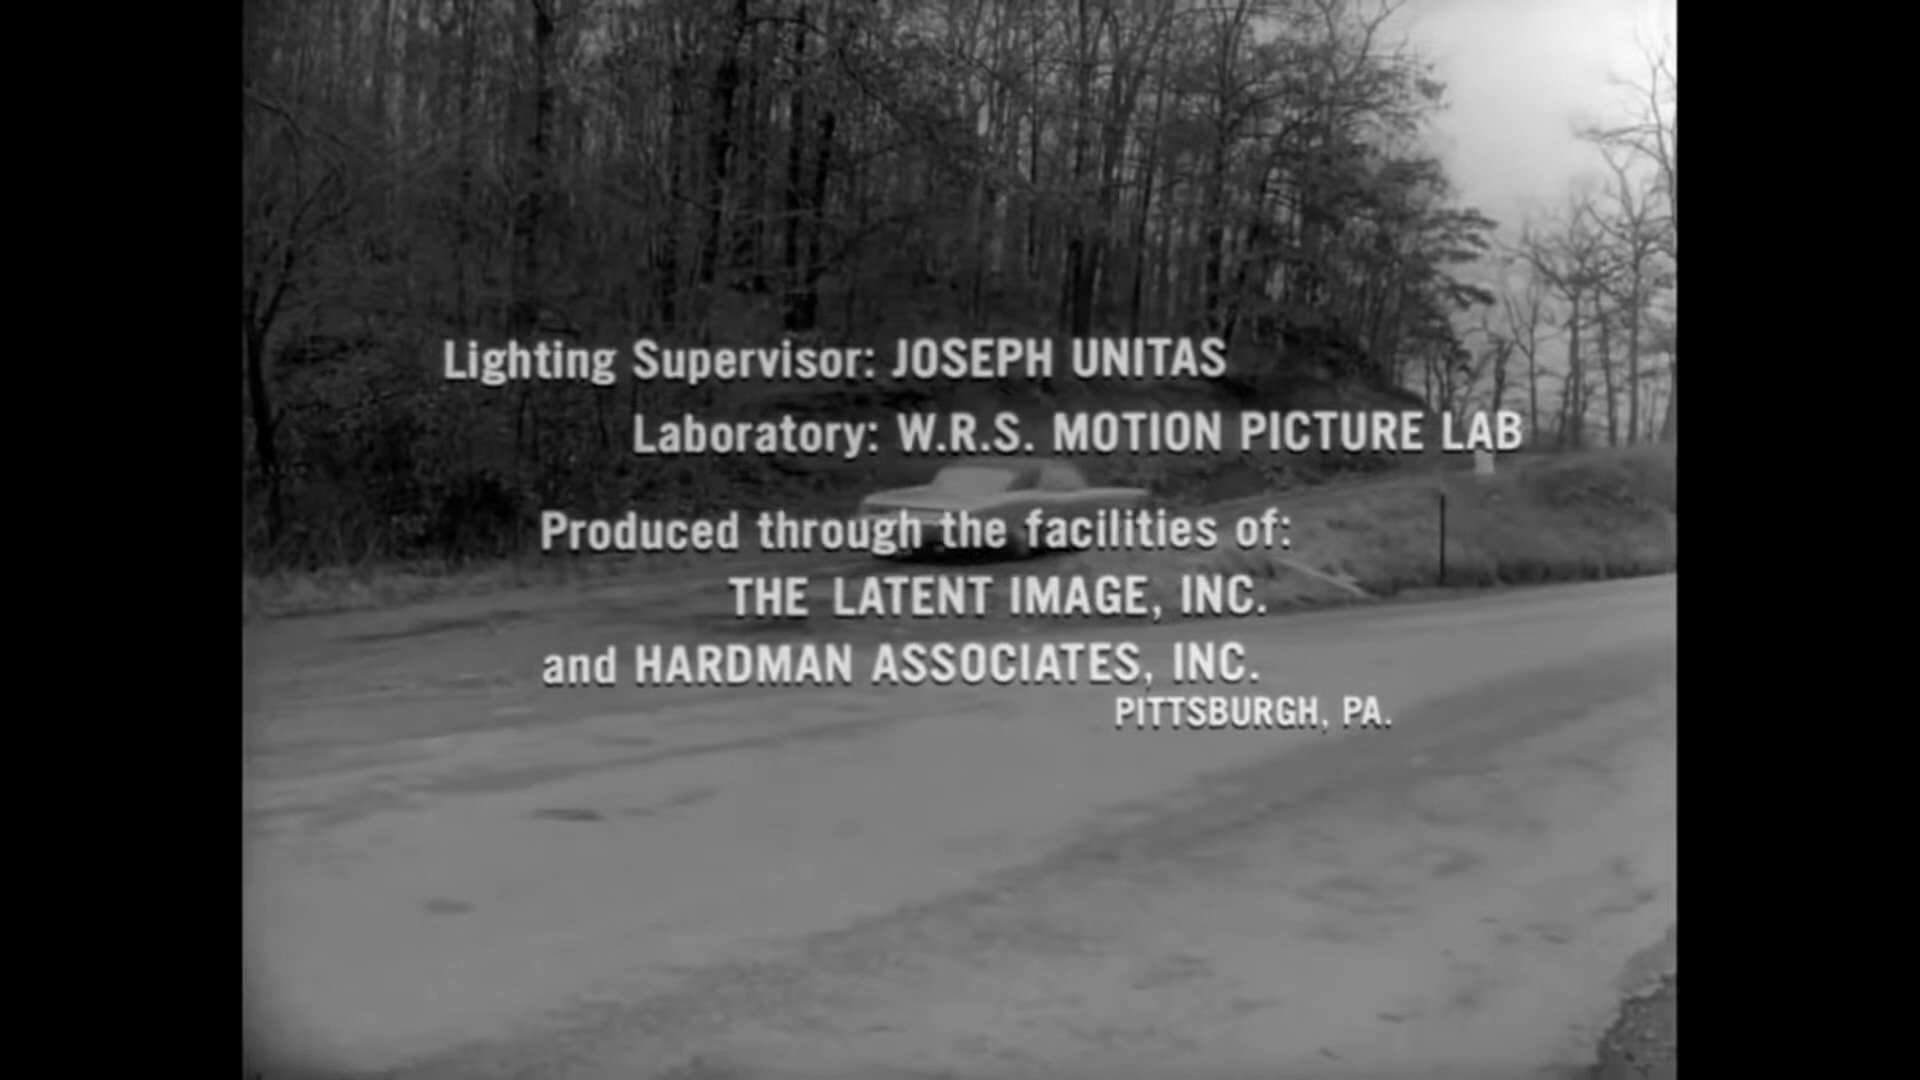 Lighting Supervisor: JOSEPH UNITAS
Laboratory: W.R.S. MOTION PICTURE LAB
Produced through the facilities of:
THE LATENT IMAGE, INC.
and HARDMAN ASSOCIATES, INC.
PITTSBURGH, PA.